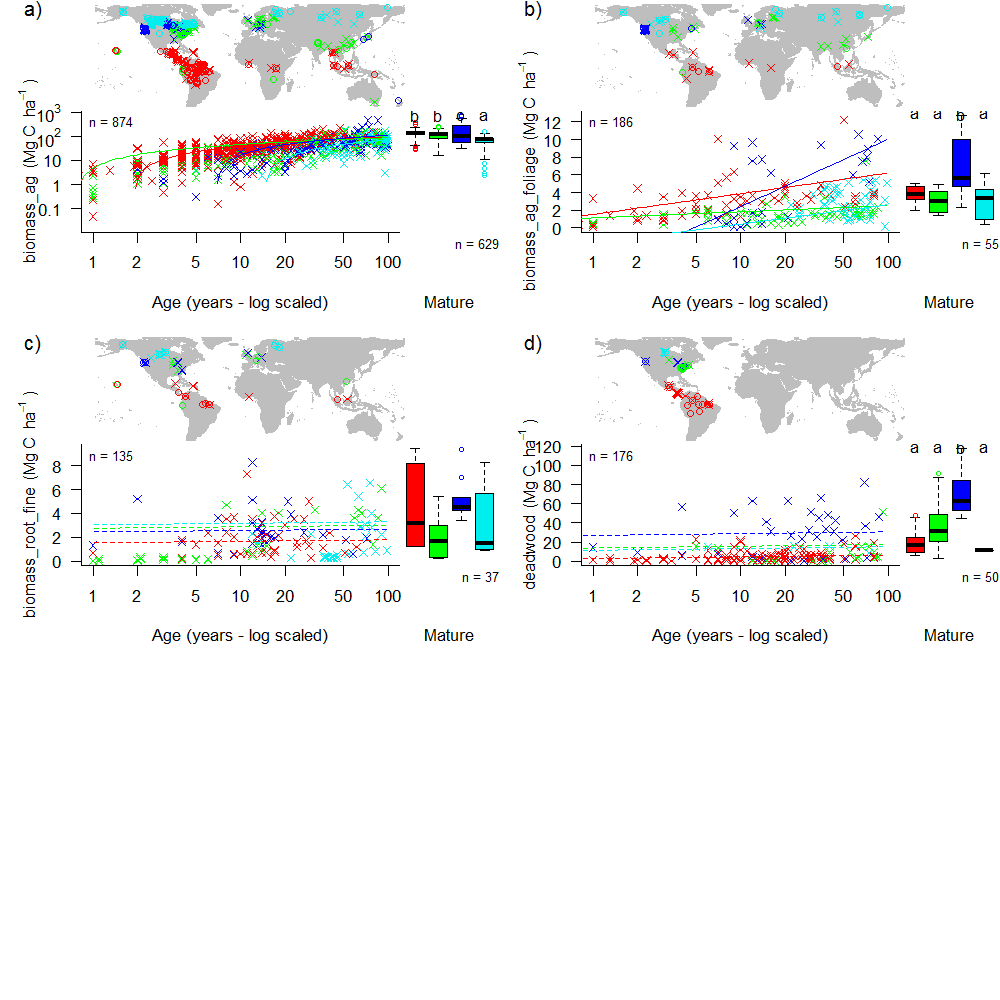 a)
biomass_ag (Mg C ha⁻¹)
10³
10²
10
1
0.1
n = 874
b b a a
n = 629
1 2 5 10 20 50 100
Age (years - log scaled)
Mature
b)
biomass_ag_foliage (Mg C ha⁻¹)
12
10
8
6
4
2
0
n = 186
a a b a
n = 55
1 2 5 10 20 50 100
Age (years - log scaled)
Mature
c)
biomass_root_fine (Mg C ha⁻¹)
8
6
4
2
0
n = 135
n = 37
1 2 5 10 20 50 100
Age (years - log scaled)
Mature
d)
deadwood (Mg C ha⁻¹)
120
100
80
60
40
20
0
n = 176
a a b a
n = 50
1 2 5 10 20 50 100
Age (years - log scaled)
Mature